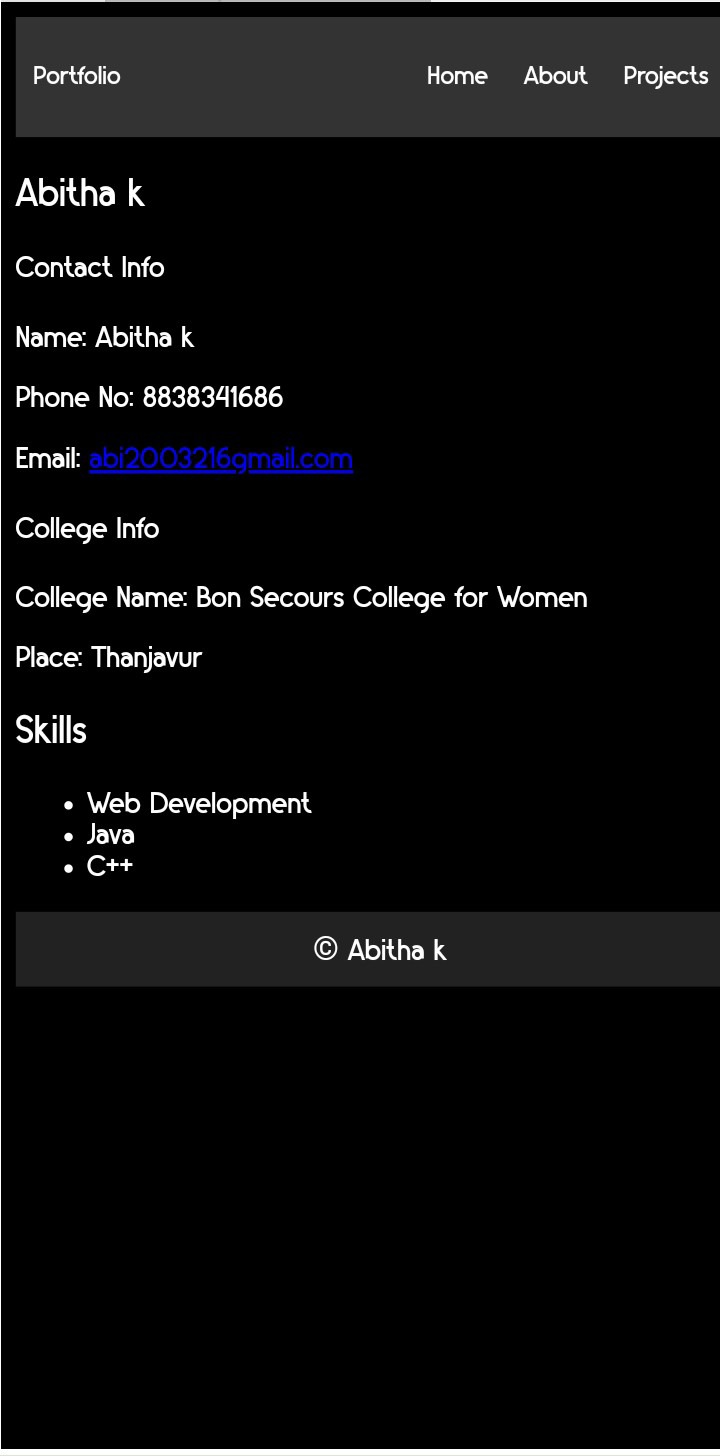 Portfolio Home About Projects
Abitha k
Contact Info
Name: Abitha k
Phone No: 8838341686
Email: abi2003216gmail.com
College Info
College Name: Bon Secours College for Women
Place: Thanjavur
Skills
• Web Development
• Java
• C++
© Abitha k